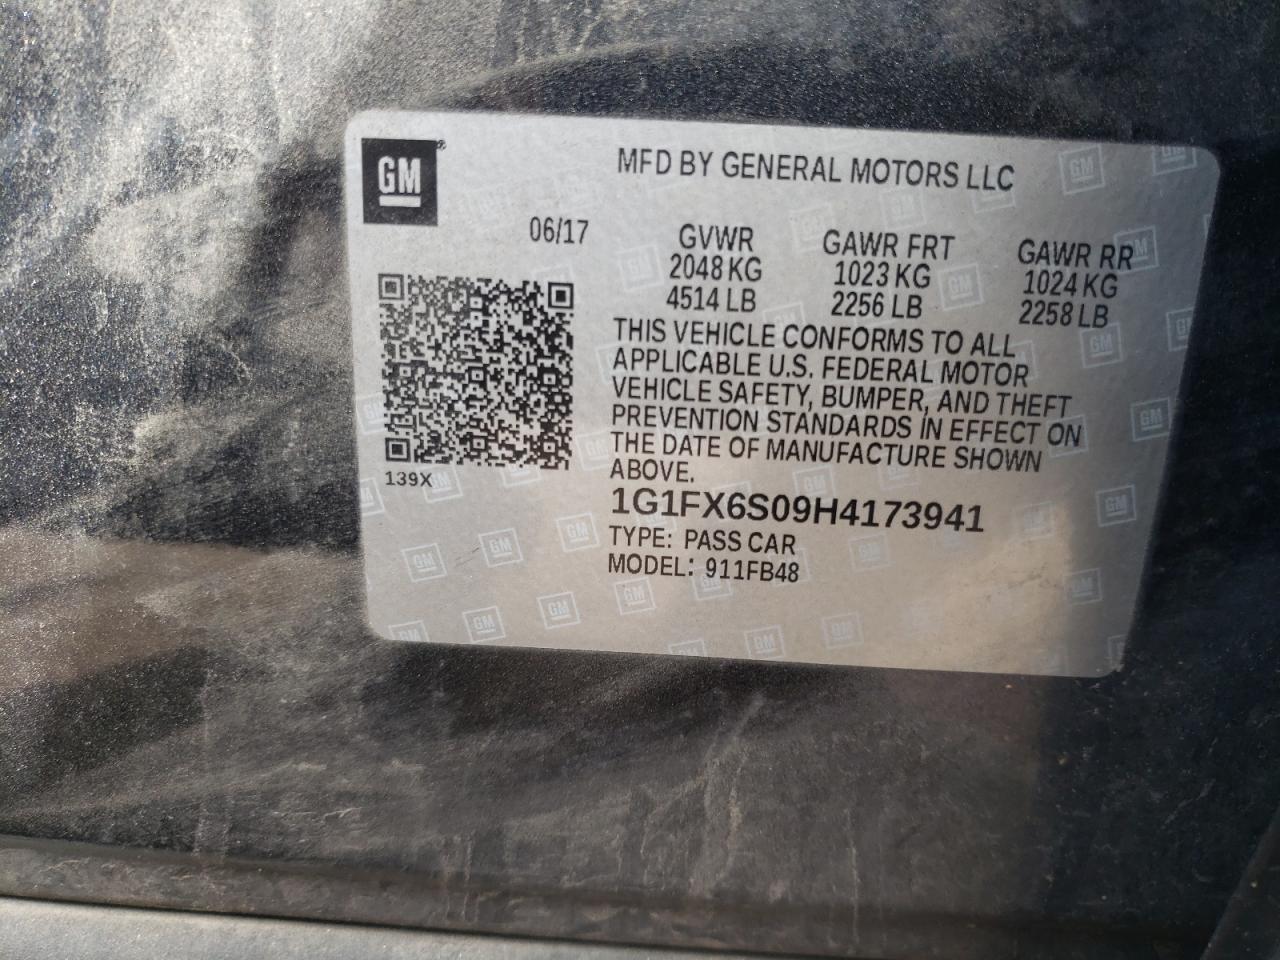 GM
MFD BY GENERAL MOTORS LLC
06/17
GVWR
2048 KG
4514 LB
GAWR FRT
1023 KG
2256 LB
GAWR RR
1024 KG
2258 LB
THIS VEHICLE CONFORMS TO ALL
APPLICABLE U.S. FEDERAL MOTOR
VEHICLE SAFETY, BUMPER, AND THEFT
PREVENTION STANDARDS IN EFFECT ON
THE DATE OF MANUFACTURE SHOWN
ABOVE.
139X
1G1FX6S09H4173941
TYPE: PASS CAR
MODEL: 911FB48